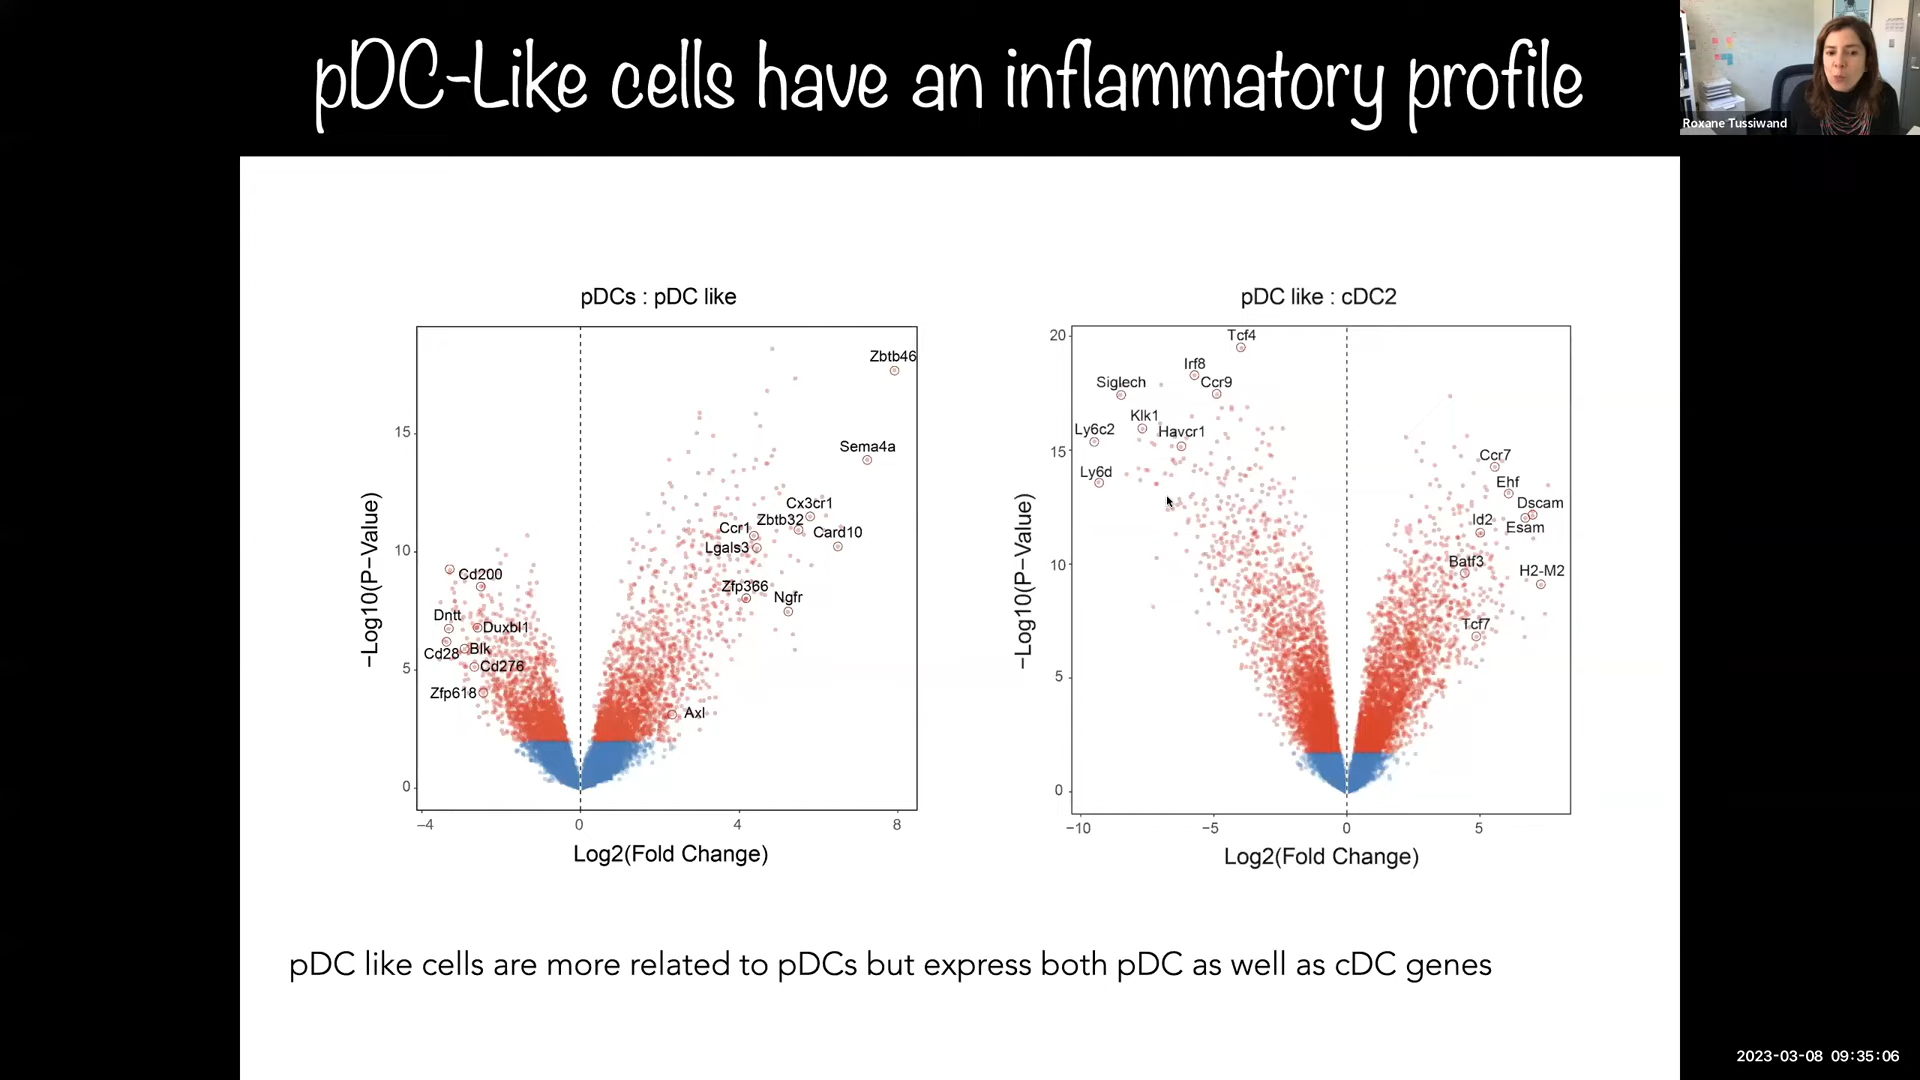 pDC-Like cells have an inflammatory profile
Roxane Tussiwand
pDCs : pDC like
−Log10(P−Value)
15
10
5
0
−4
0
4
8
Log2(Fold Change)
Zbtb46
Sema4a
Cx3cr1
Zbtb32
Ccr1
Card10
Lgals3
Zfp366
Ngfr
Axl
Cd200
Dntt
Duxbl1
Cd28
Blk
Cd276
Zfp618
pDC like : cDC2
−Log10(P−Value)
20
15
10
5
0
−10
−5
0
5
Log2(Fold Change)
Tcf4
Irf8
Siglech
Ccr9
Klk1
Ly6c2
Havcr1
Ly6d
Ccr7
Ehf
Dscam
Id2
Esam
Batf3
H2-M2
Tcf7
pDC like cells are more related to pDCs but express both pDC as well as cDC genes
2023-03-08 09:35:06